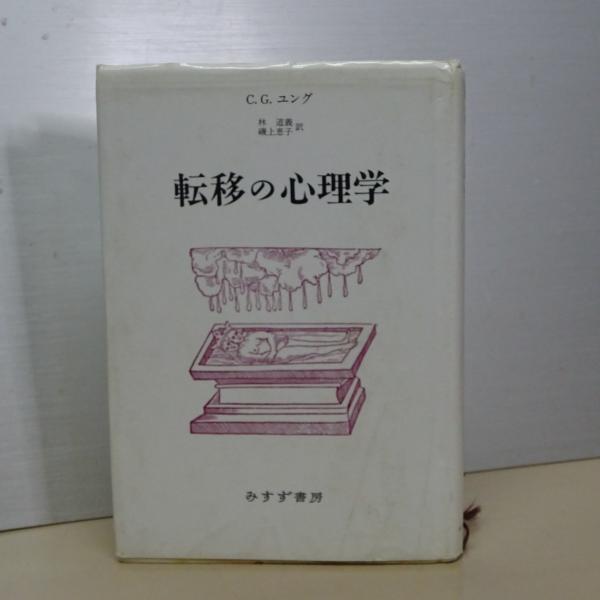 C. G. ユング
林 道義
磯上恵子 訳
転移の心理学
みすず書房